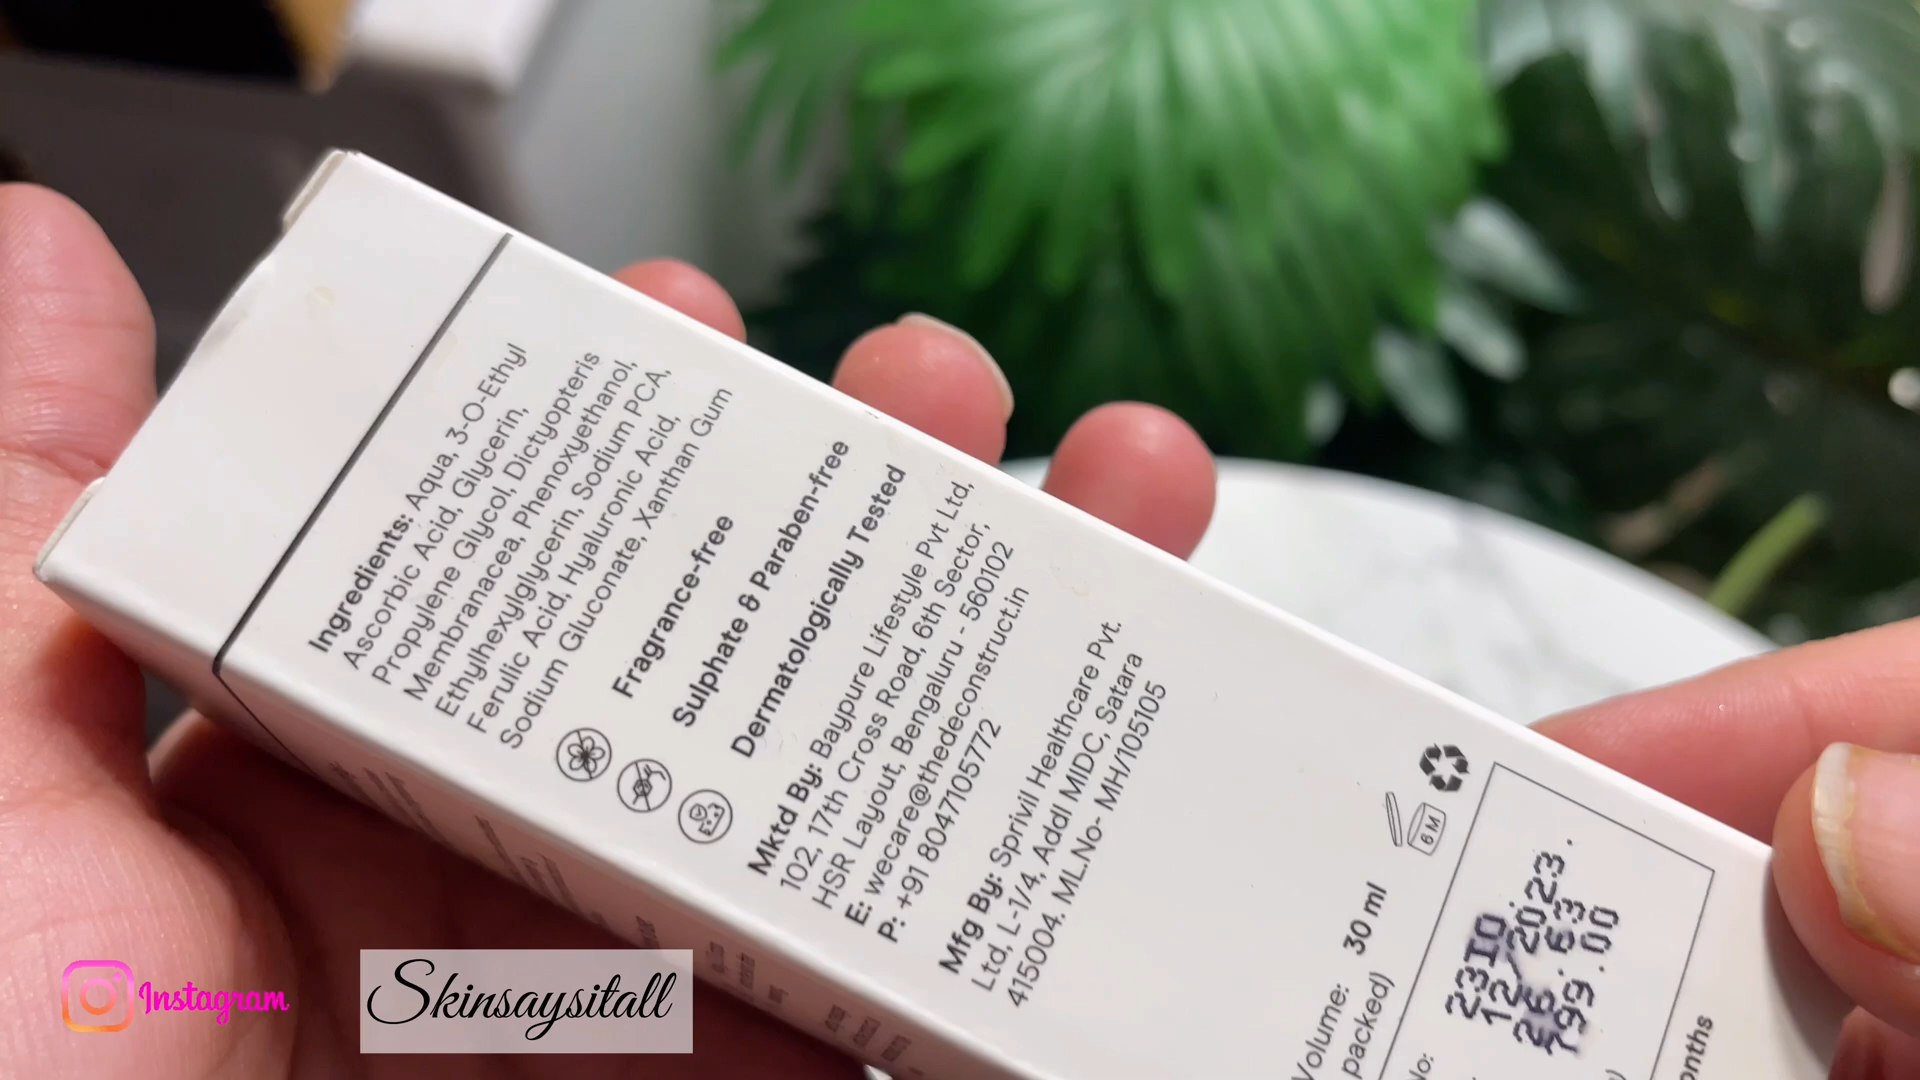 Ingredients: Aqua, 3-O-Ethyl
Ascorbic Acid, Glycerin,
Propylene Glycol, Dictyopteris
Membranacea, Phenoxyethanol,
Ethylhexylglycerin, Sodium PCA,
Ferulic Acid, Hyaluronic Acid,
Sodium Gluconate, Xanthan Gum
Fragrance-free
Sulphate & Paraben-free
Dermatologically Tested
Mktd By: Baypure Lifestyle Pvt Ltd,
102, 17th Cross Road, 6th Sector,
HSR Layout, Bengaluru - 560102
E: wecare@thedeconstruct.in
P: +91 8047105772
Mfg By: Sprivil Healthcare Pvt.
Ltd, L-1/4, Addl MIDC, Satara
415004. ML.No- MH/105105
6M
Volume: 30 ml
packed)
No:
12/2023.
26.63
799.00
Instagram
Skinsaysitall